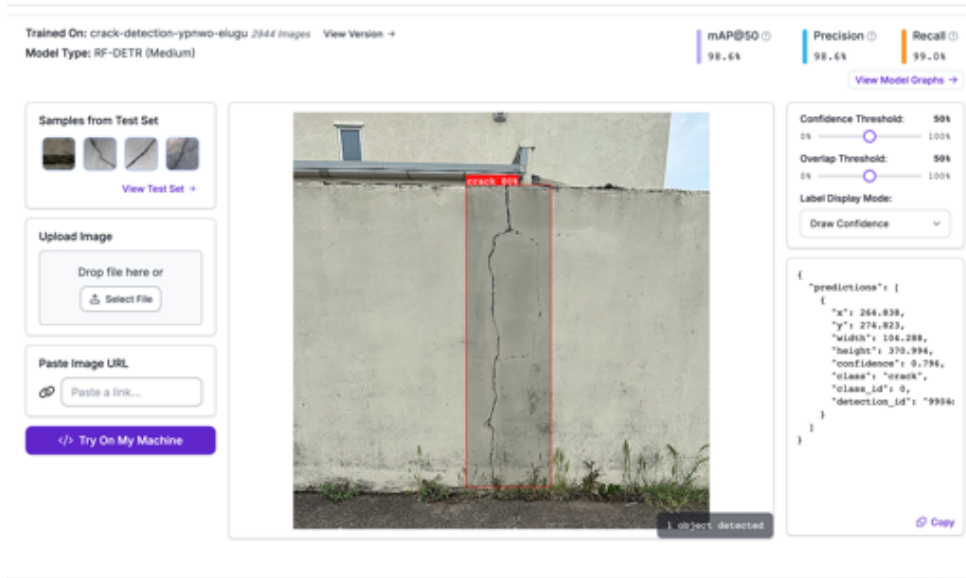 Trained On: crack-detection-ypnwo-elugu 2844 images View Version →
Model Type: RF-DETR (Medium)
mAP@50
98.6%
Precision
98.6%
Recall
99.0%
View Model Graphs →
Samples from Test Set
View Test Set →
Upload Image
Drop file here or
Select File
Paste Image URL
Paste a link...
</> Try On My Machine
crack 80%
1 object detected
Confidence Threshold: 50%
0% 100%
Overlap Threshold: 50%
0% 100%
Label Display Mode:
Draw Confidence
{
"predictions": [
{
"x": 264.838,
"y": 274.823,
"width": 104.288,
"height": 370.994,
"confidence": 0.796,
"class": "crack",
"class_id": 0,
"detection_id":
}
]
}
Copy